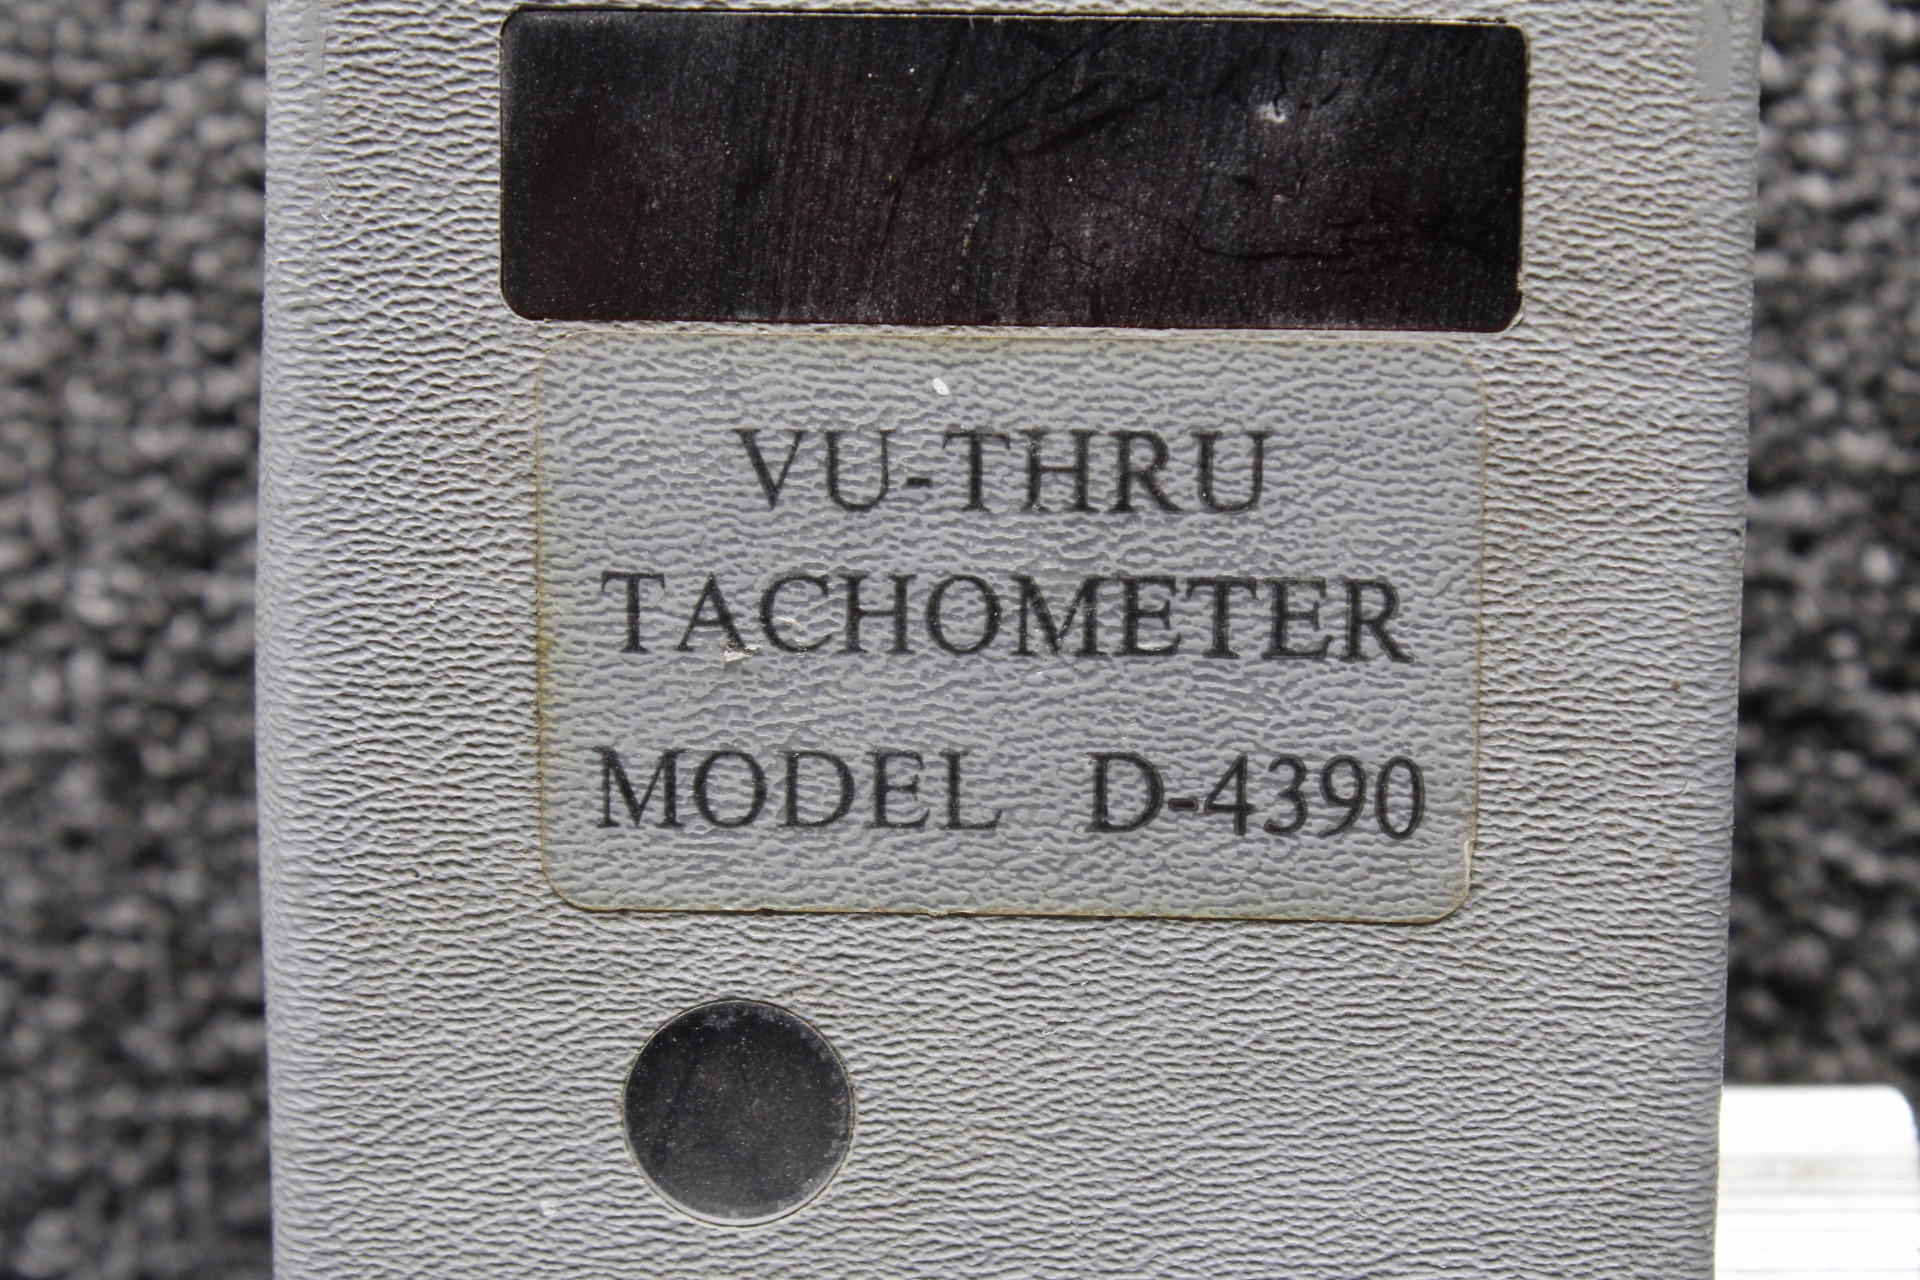 VU-THRU
TACHOMETER
MODEL D-4390